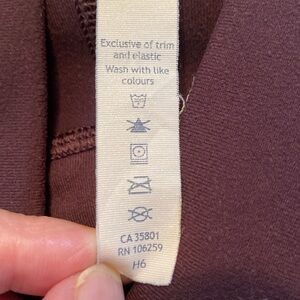 Exclusive of trim
and elastic
Wash with like
colours
CA 35801
RN 106259
H6